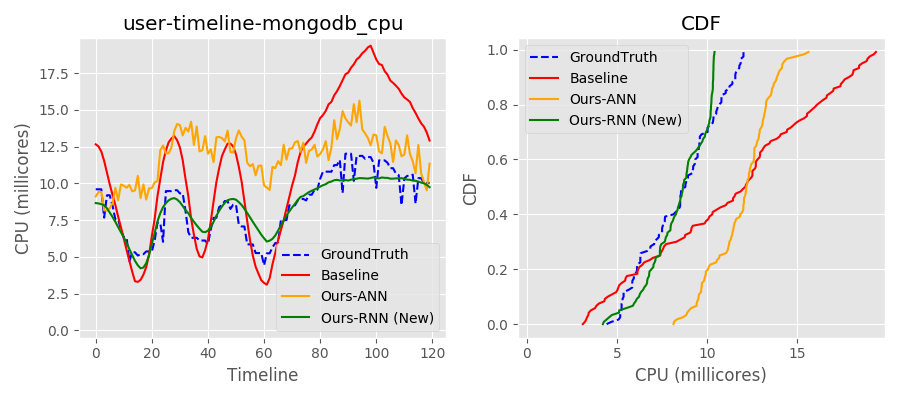 user-timeline-mongodb_cpu
CPU (millicores)
17.5
15.0
12.5
10.0
7.5
5.0
2.5
0.0
GroundTruth
Baseline
Ours-ANN
Ours-RNN (New)
0 20 40 60 80 100 120
Timeline
CDF
CDF
1.0
0.8
0.6
0.4
0.2
0.0
GroundTruth
Baseline
Ours-ANN
Ours-RNN (New)
0 5 10 15
CPU (millicores)